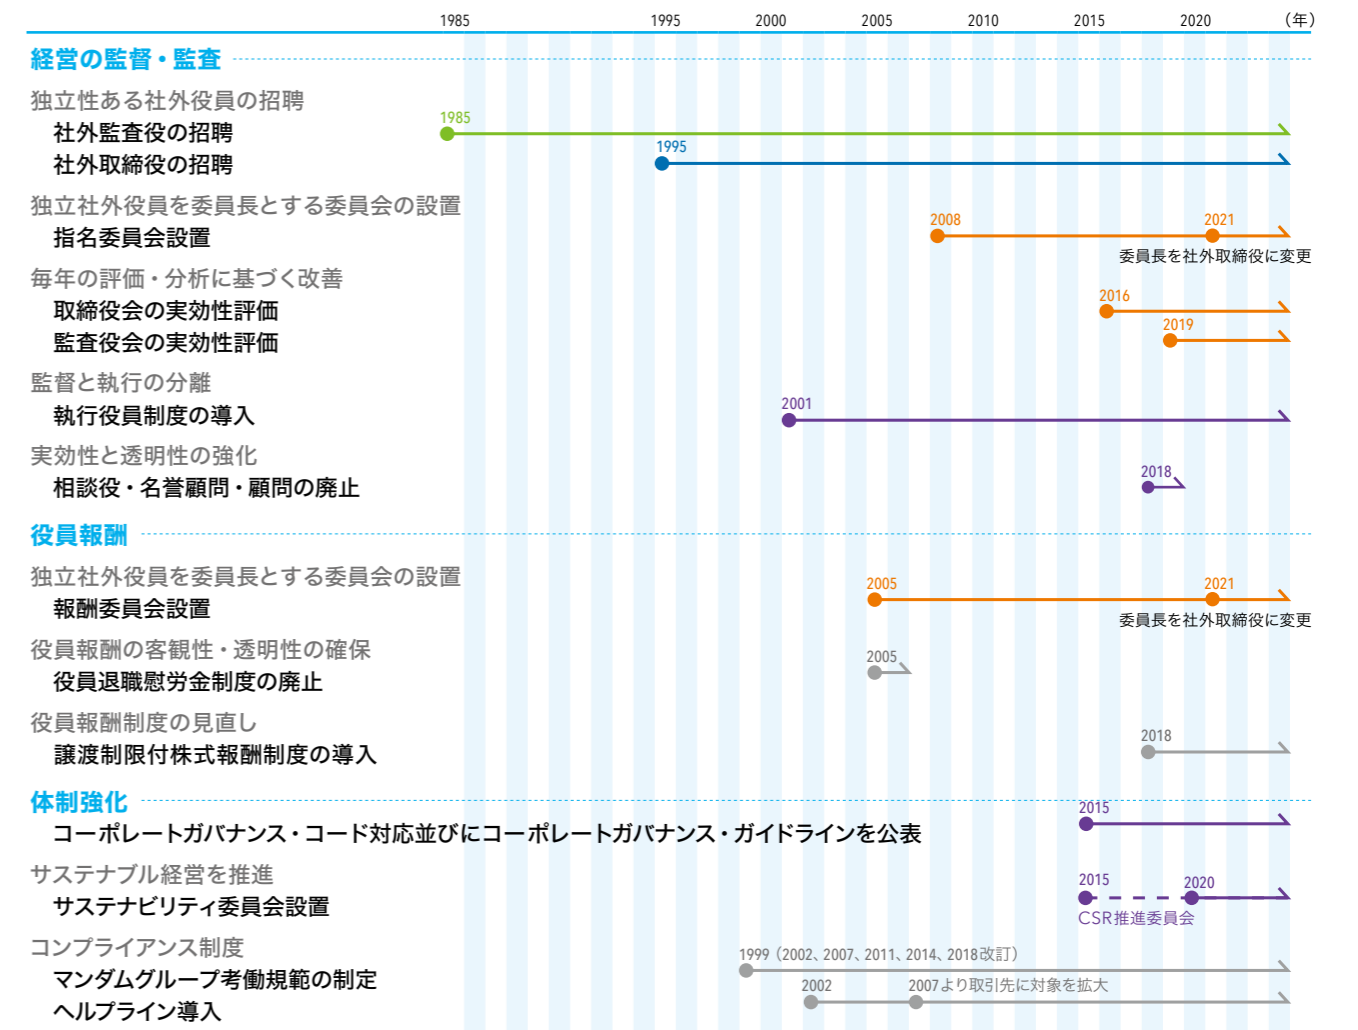 1985 1995 2000 2005 2010 2015 2020 （年）
経営の監督・監査
独立性ある社外役員の招聘
1985
社外監査役の招聘
1995
社外取締役の招聘
独立社外役員を委員長とする委員会の設置
2008 2021
指名委員会設置
委員長を社外取締役に変更
毎年の評価・分析に基づく改善
2016
取締役会の実効性評価
2019
監査役会の実効性評価
監督と執行の分離
2001
執行役員制度の導入
実効性と透明性の強化
2018
相談役・名誉顧問・顧問の廃止
役員報酬
独立社外役員を委員長とする委員会の設置
2005 2021
報酬委員会設置
委員長を社外取締役に変更
役員報酬の客観性・透明性の確保
2005
役員退職慰労金制度の廃止
役員報酬制度の見直し
2018
譲渡制限付株式報酬制度の導入
体制強化
2015
コーポレートガバナンス・コード対応並びにコーポレートガバナンス・ガイドラインを公表
サステナブル経営を推進
2015 2020
サステナビリティ委員会設置
CSR推進委員会
コンプライアンス制度
1999（2002、2007、2011、2014、2018改訂）
マンダムグループ考働規範の制定
2002 2007より取引先に対象を拡大
ヘルプライン導入